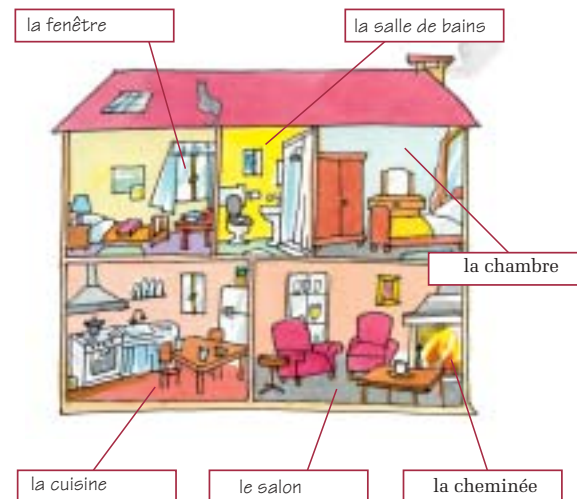 la fenêtre
la salle de bains
la chambre
la cuisine
le salon
la cheminée